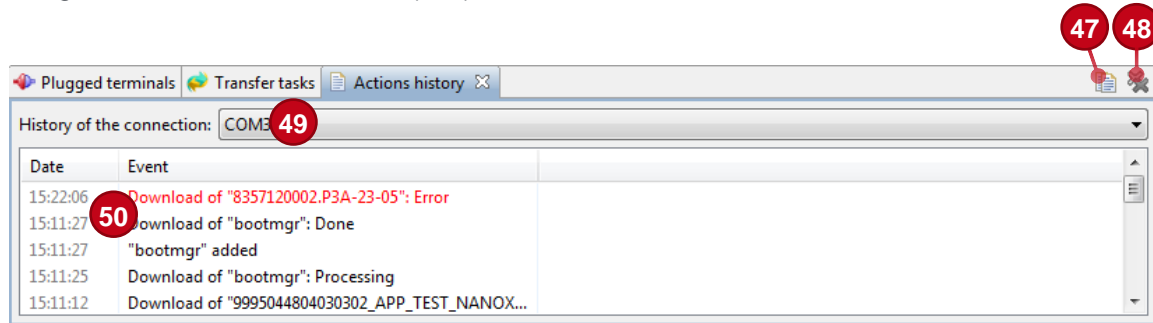 47 48
Plugged terminals Transfer tasks Actions history
History of the connection: COM3 49
Date Event
15:22:06 Download of "8357120002.P3A-23-05": Error
15:11:27 50 Download of "bootmgr": Done
15:11:27 "bootmgr" added
15:11:25 Download of "bootmgr": Processing
15:11:12 Download of "9995044804030302_APP_TEST_NANOX...